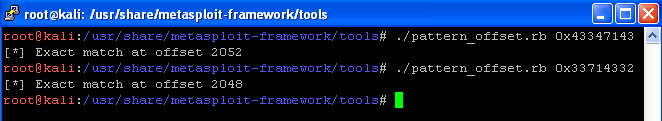 root@kali: /usr/share/metasploit-framework/tools
root@kali:/usr/share/metasploit-framework/tools# ./pattern_offset.rb 0x43347143
[*] Exact match at offset 2052
root@kali:/usr/share/metasploit-framework/tools# ./pattern_offset.rb 0x33714332
[*] Exact match at offset 2048
root@kali:/usr/share/metasploit-framework/tools#